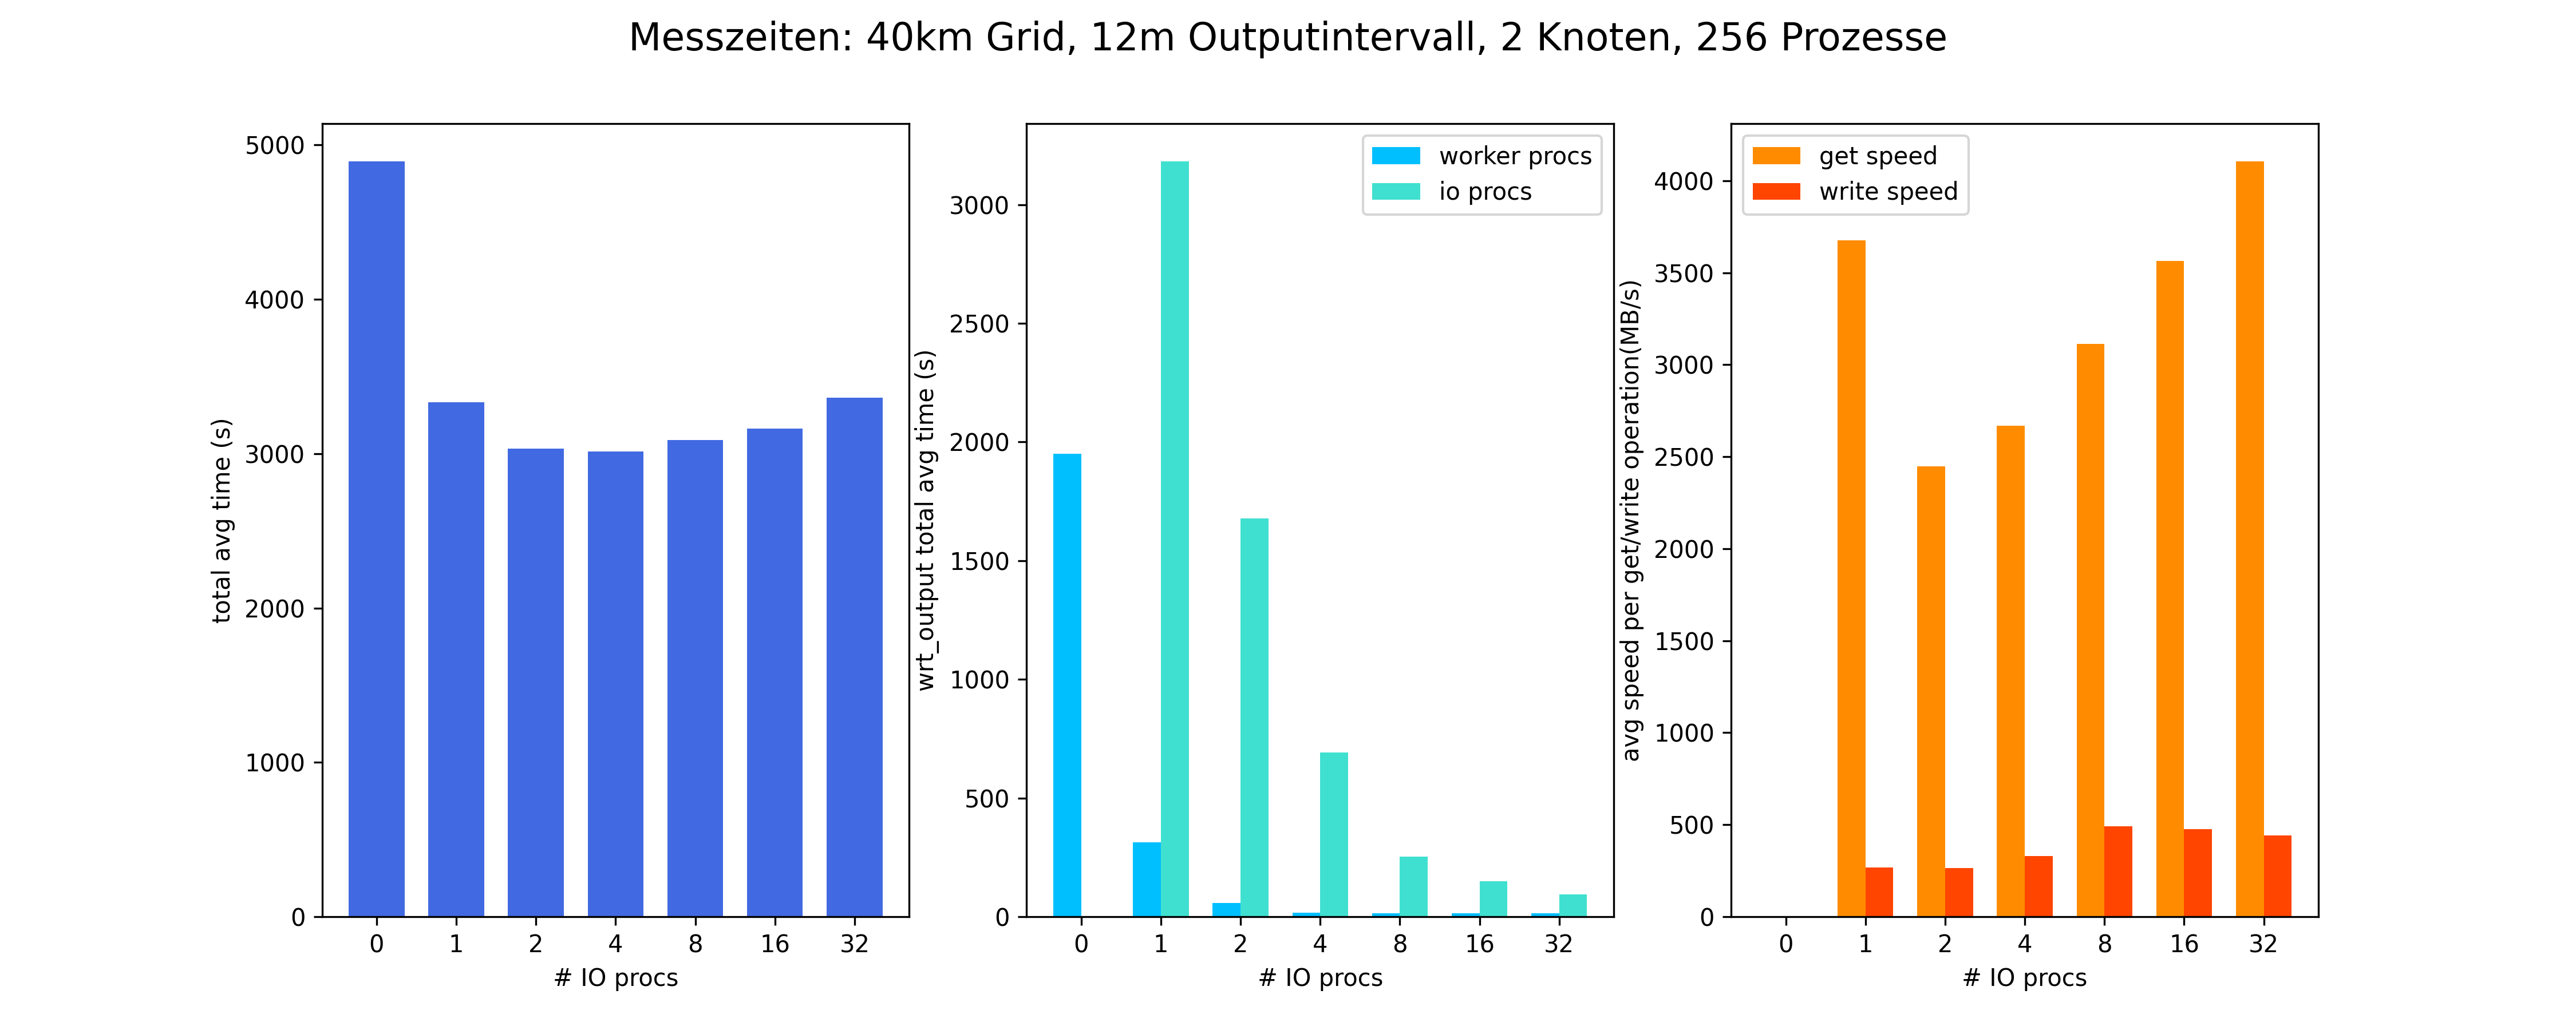 Messzeiten: 40km Grid, 12m Outputintervall, 2 Knoten, 256 Prozesse
total avg time (s)
5000
4000
3000
2000
1000
0
0 1 2 4 8 16 32
# IO procs
wrt_output total avg time (s)
worker procs
io procs
3000
2500
2000
1500
1000
500
0
0 1 2 4 8 16 32
# IO procs
avg speed per get/write operation(MB/s)
get speed
write speed
4000
3500
3000
2500
2000
1500
1000
500
0
0 1 2 4 8 16 32
# IO procs